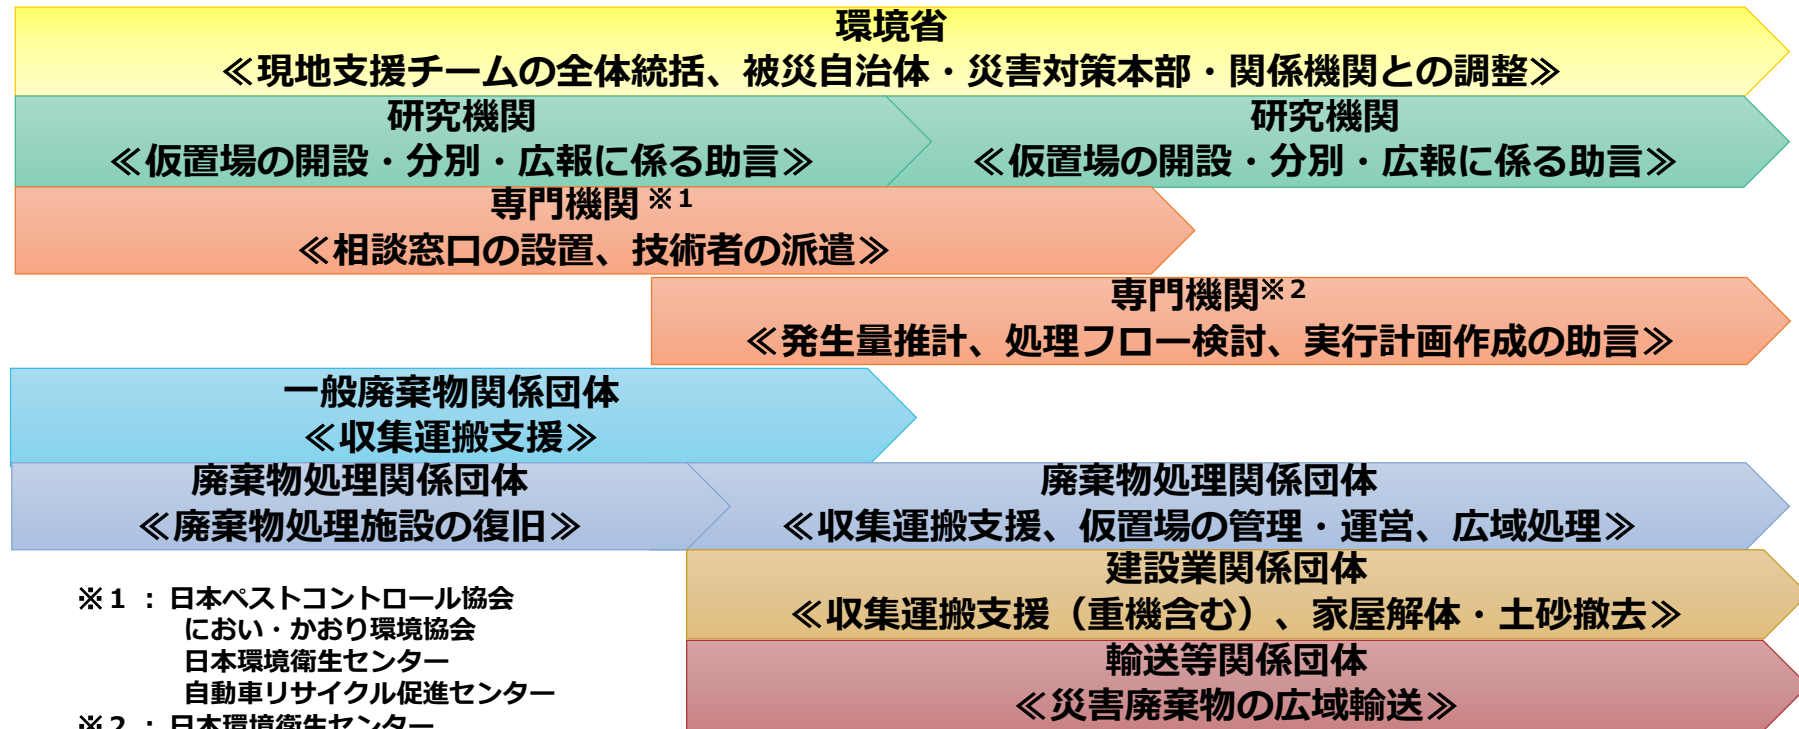 環境省
≪現地支援チームの全体統括、被災自治体・災害対策本部・関係機関との調整≫
研究機関
≪仮置場の開設・分別・広報に係る助言≫
研究機関
≪仮置場の開設・分別・広報に係る助言≫
専門機関※1
≪相談窓口の設置、技術者の派遣≫
専門機関※2
≪発生量推計、処理フロー検討、実行計画作成の助言≫
一般廃棄物関係団体
≪収集運搬支援≫
廃棄物処理関係団体
≪廃棄物処理施設の復旧≫
廃棄物処理関係団体
≪収集運搬支援、仮置場の管理・運営、広域処理≫
建設業関係団体
≪収集運搬支援（重機含む）、家屋解体・土砂撤去≫
輸送等関係団体
≪災害廃棄物の広域輸送≫
※1 ：日本ペストコントロール協会
におい・かおり環境協会
日本環境衛生センター
自動車リサイクル促進センター
※2 ：日本環境衛生センター